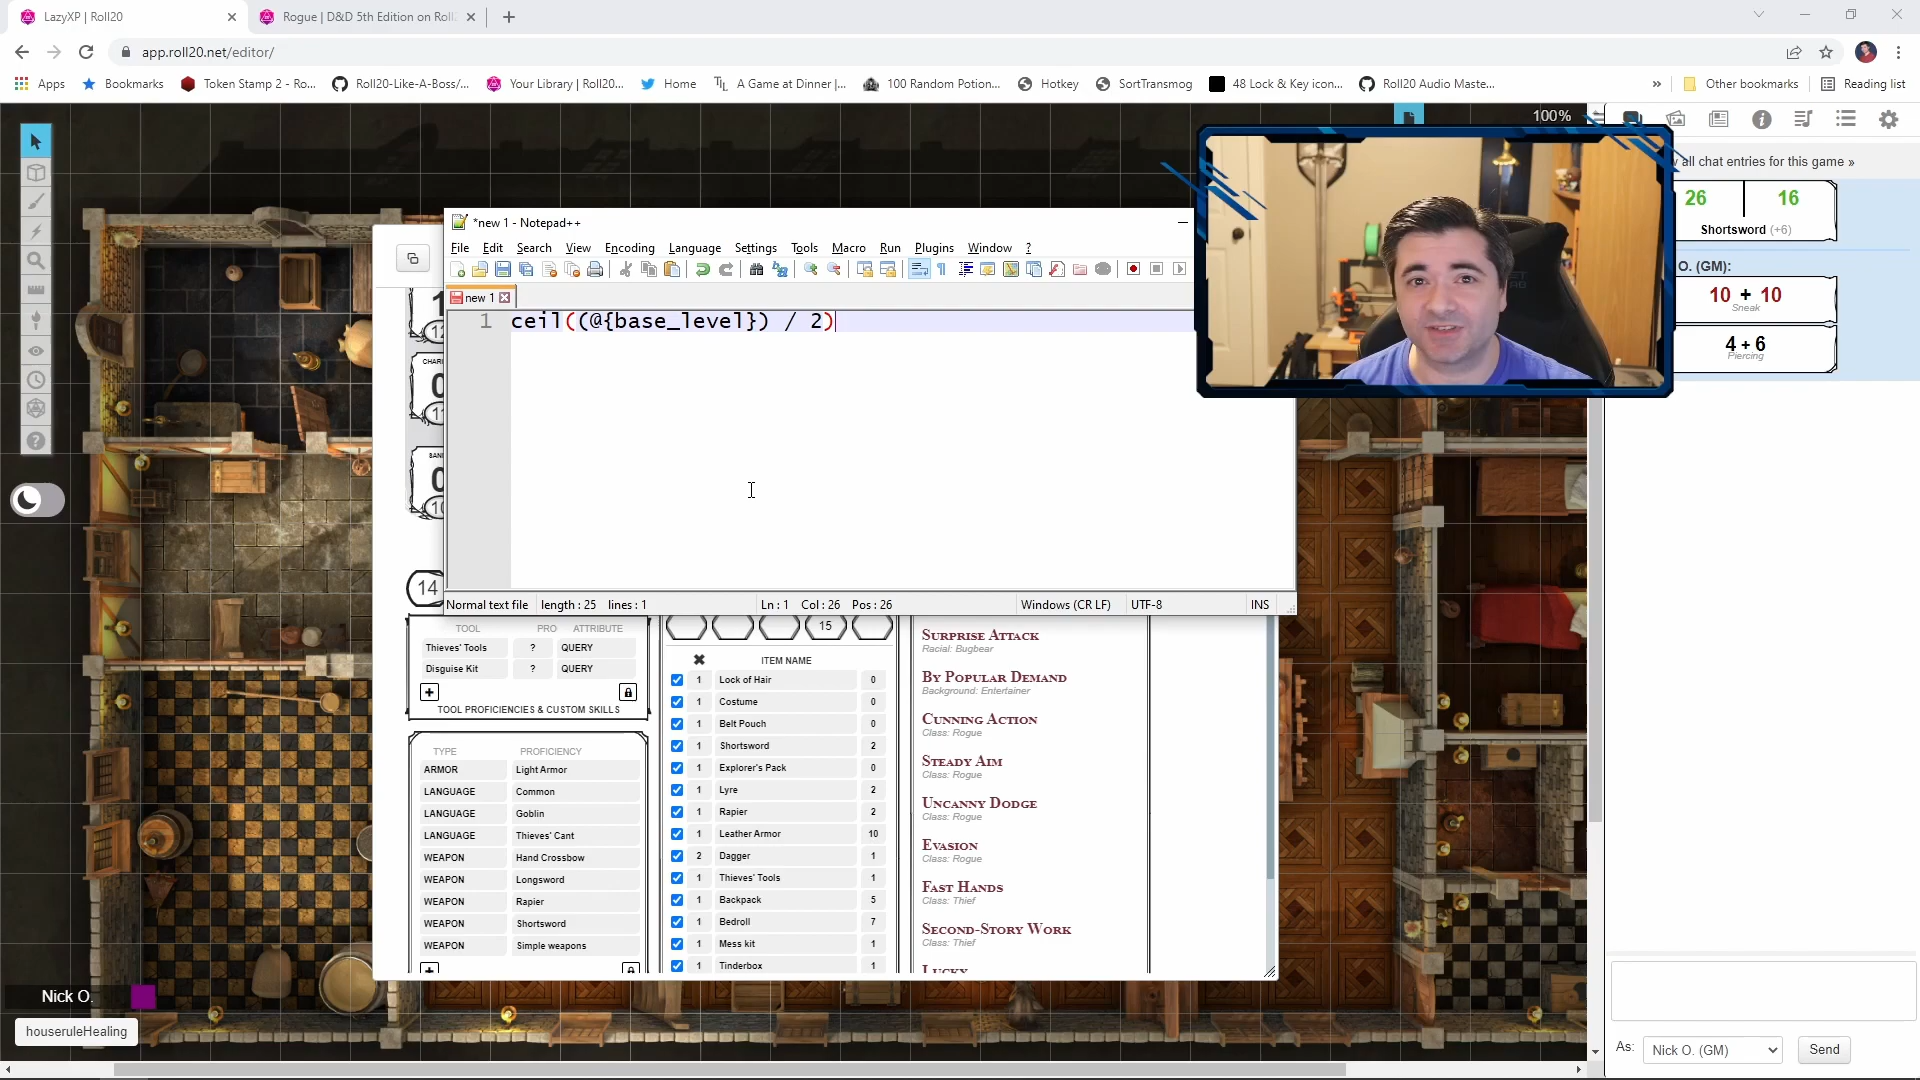 LazyXP | Roll20
Rogue | D&D 5th Edition on Roll
app.roll20.net/editor/
Apps
Bookmarks
Token Stamp 2 - Ro...
Roll20-Like-A-Boss/...
Your Library | Roll20...
Home
A Game at Dinner |...
100 Random Potion...
Hotkey
SortTransmog
48 Lock & Key icon...
Roll20 Audio Maste...
»
Other bookmarks
Reading list
100%
all chat entries for this game »
26 16
Shortsword (+6)
O. (GM):
10 + 10
Sneak
4 + 6
Piercing
*new 1 - Notepad++
File Edit Search View Encoding Language Settings Tools Macro Run Plugins Window ?
new 1
1 ceil((@{base_level}) / 2)
Normal text file length : 25 lines : 1 Ln : 1 Col : 26 Pos : 26 Windows (CR LF) UTF-8 INS
14
TOOL PRO ATTRIBUTE
Thieves' Tools ? QUERY
Disguise Kit ? QUERY
TOOL PROFICIENCIES & CUSTOM SKILLS
TYPE PROFICIENCY
ARMOR Light Armor
LANGUAGE Common
LANGUAGE Goblin
LANGUAGE Thieves' Cant
WEAPON Hand Crossbow
WEAPON Longsword
WEAPON Rapier
WEAPON Shortsword
WEAPON Simple weapons
15
ITEM NAME
1 Lock of Hair 0
1 Costume 0
1 Belt Pouch 0
1 Shortsword 2
1 Explorer's Pack 0
1 Lyre 2
1 Rapier 2
1 Leather Armor 10
2 Dagger 1
1 Thieves' Tools 1
1 Backpack 5
1 Bedroll 7
1 Mess kit 1
1 Tinderbox 1
Surprise Attack
Racial: Bugbear
By Popular Demand
Background: Entertainer
Cunning Action
Class: Rogue
Steady Aim
Class: Rogue
Uncanny Dodge
Class: Rogue
Evasion
Class: Rogue
Fast Hands
Class: Thief
Second-Story Work
Class: Thief
Lucky
Nick O.
houseruleHealing
As: Nick O. (GM) Send